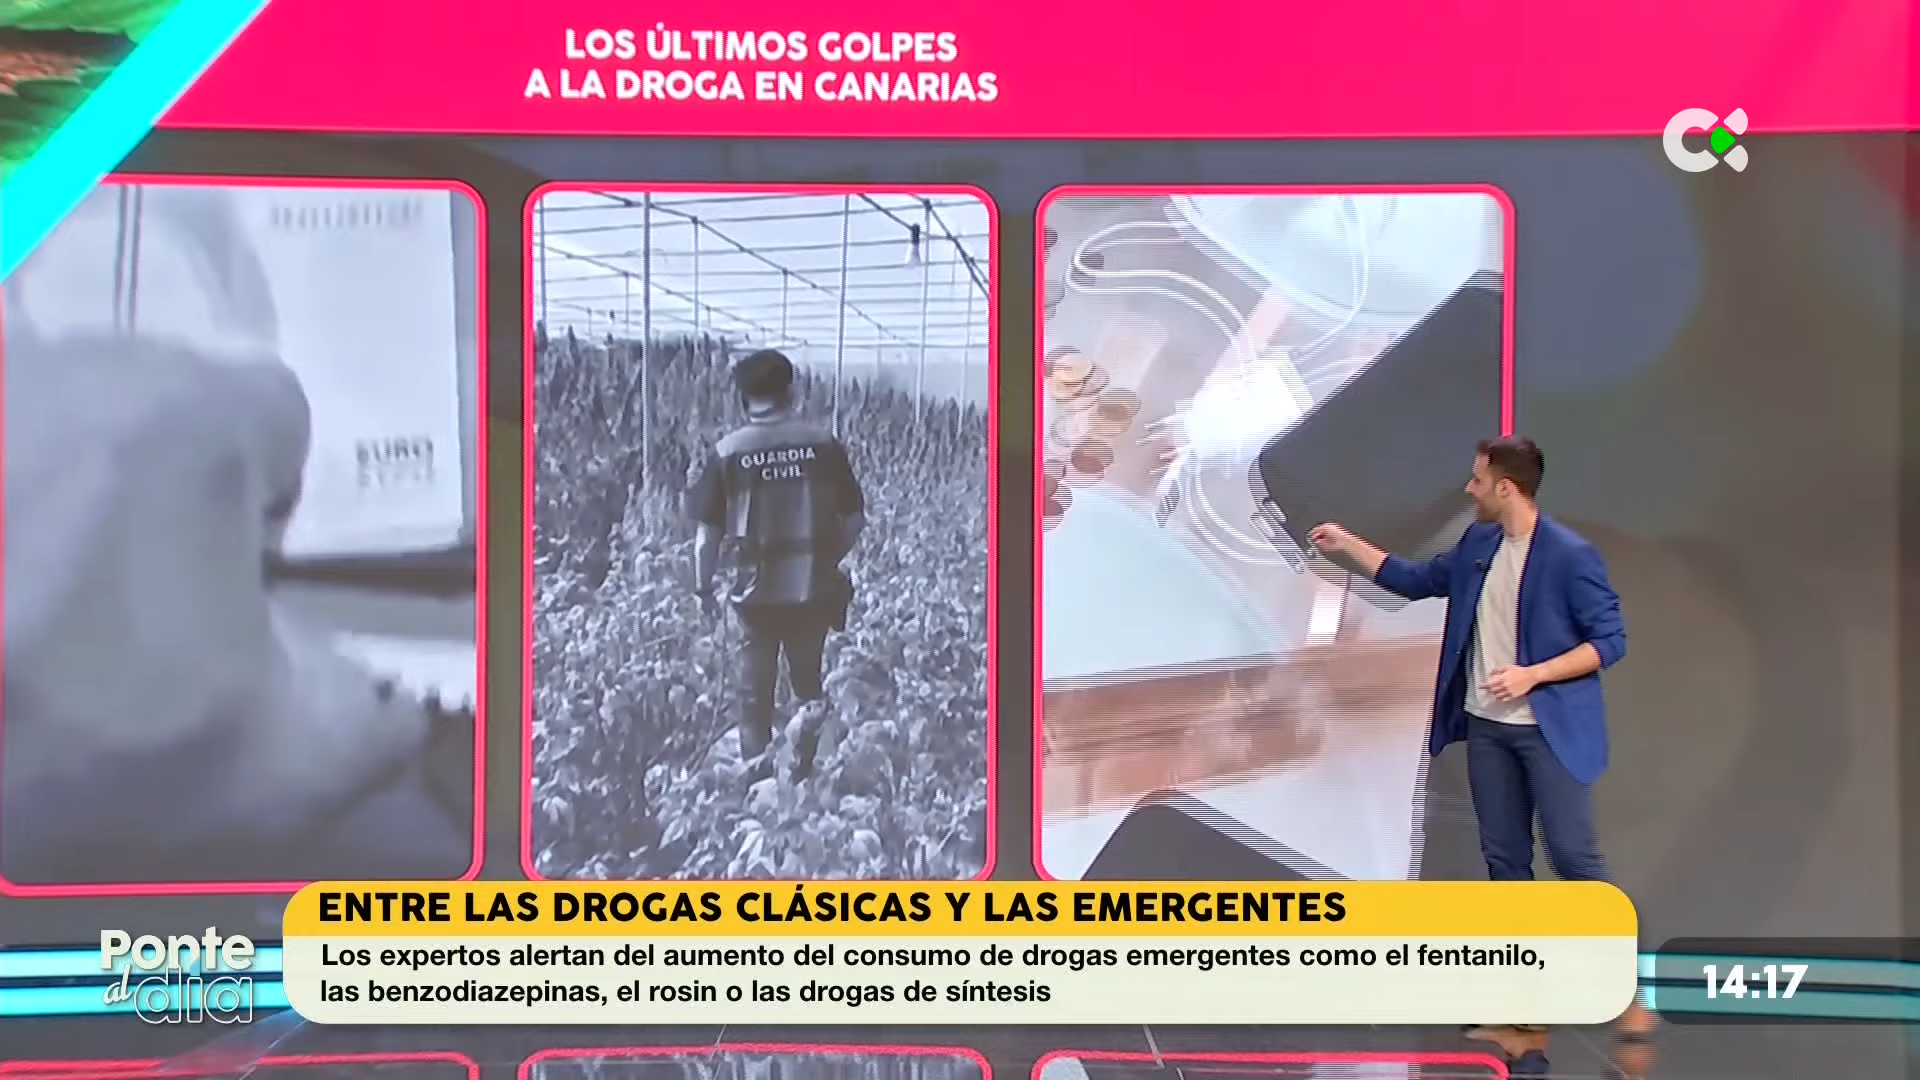 LOS ÚLTIMOS GOLPES
A LA DROGA EN CANARIAS
EURO
GUARDIA
CIVIL
ENTRE LAS DROGAS CLÁSICAS Y LAS EMERGENTES
Los expertos alertan del aumento del consumo de drogas emergentes como el fentanilo,
las benzodiazepinas, el rosin o las drogas de síntesis
Ponte
al día
14:17